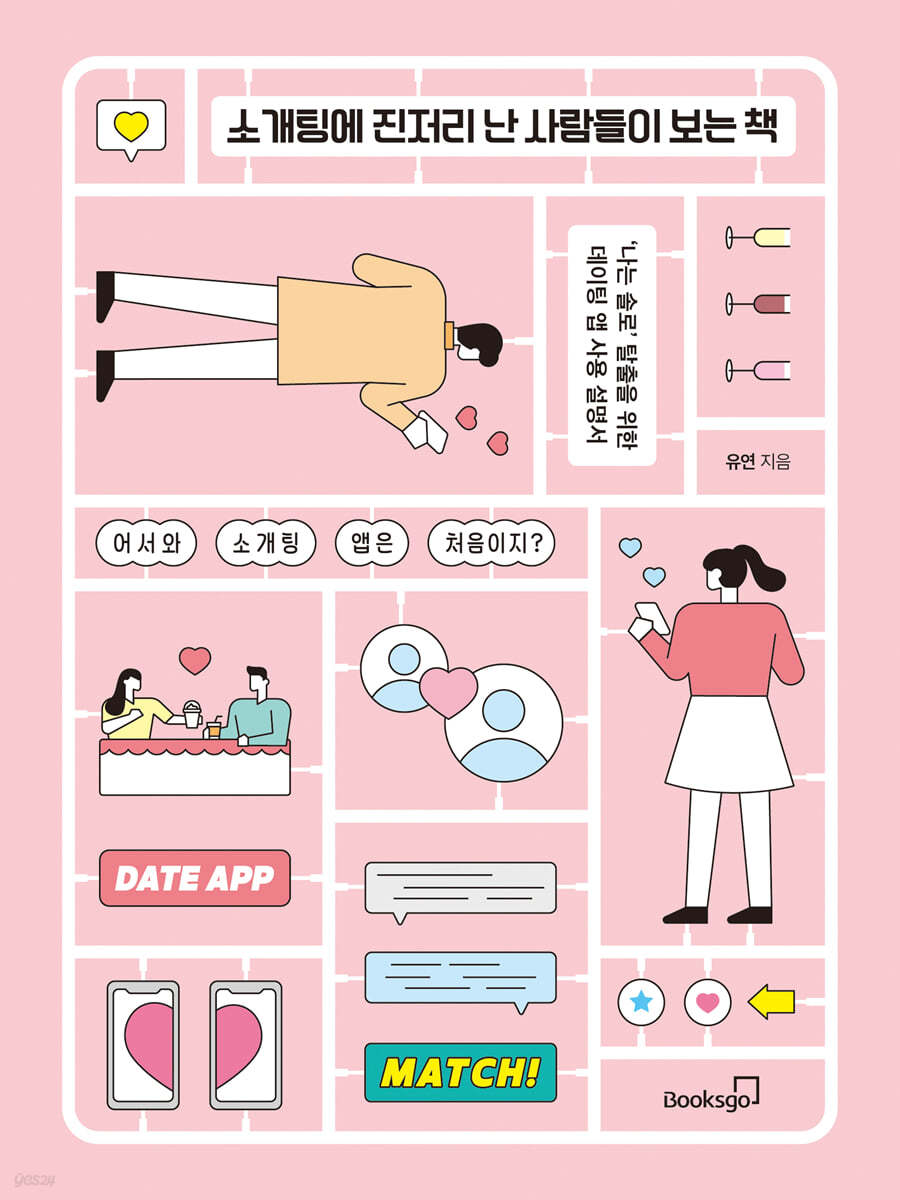 소개팅에 진저리 난 사람들이 보는 책
‘나는 솔로’ 탈출을 위한
데이팅 앱 사용 설명서
유연 지음
어서와 소개팅 앱은 처음이지?
DATE APP
MATCH!
Booksgo
yes24